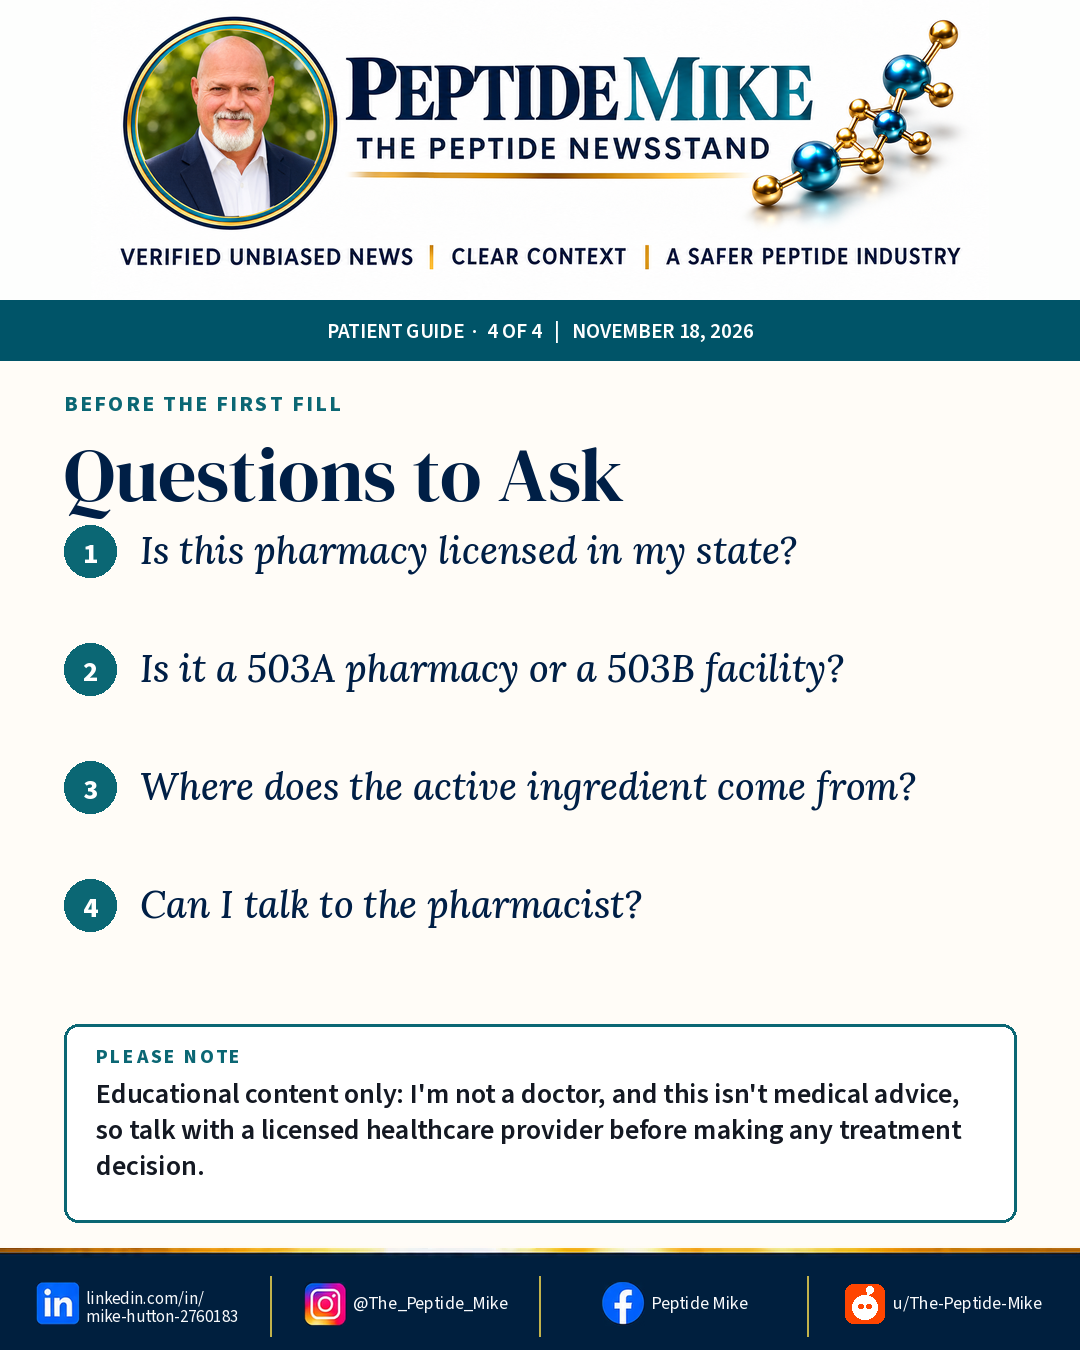 PEPTIDEMIKE
THE PEPTIDE NEWSSTAND
VERIFIED UNBIASED NEWS | CLEAR CONTEXT | A SAFER PEPTIDE INDUSTRY
PATIENT GUIDE · 4 OF 4 | NOVEMBER 18, 2026
BEFORE THE FIRST FILL
Questions to Ask
1 Is this pharmacy licensed in my state?
2 Is it a 503A pharmacy or a 503B facility?
3 Where does the active ingredient come from?
4 Can I talk to the pharmacist?
PLEASE NOTE
Educational content only: I'm not a doctor, and this isn't medical advice,
so talk with a licensed healthcare provider before making any treatment
decision.
linkedin.com/in/
mike-hutton-2760183
@The_Peptide_Mike
Peptide Mike
u/The-Peptide-Mike